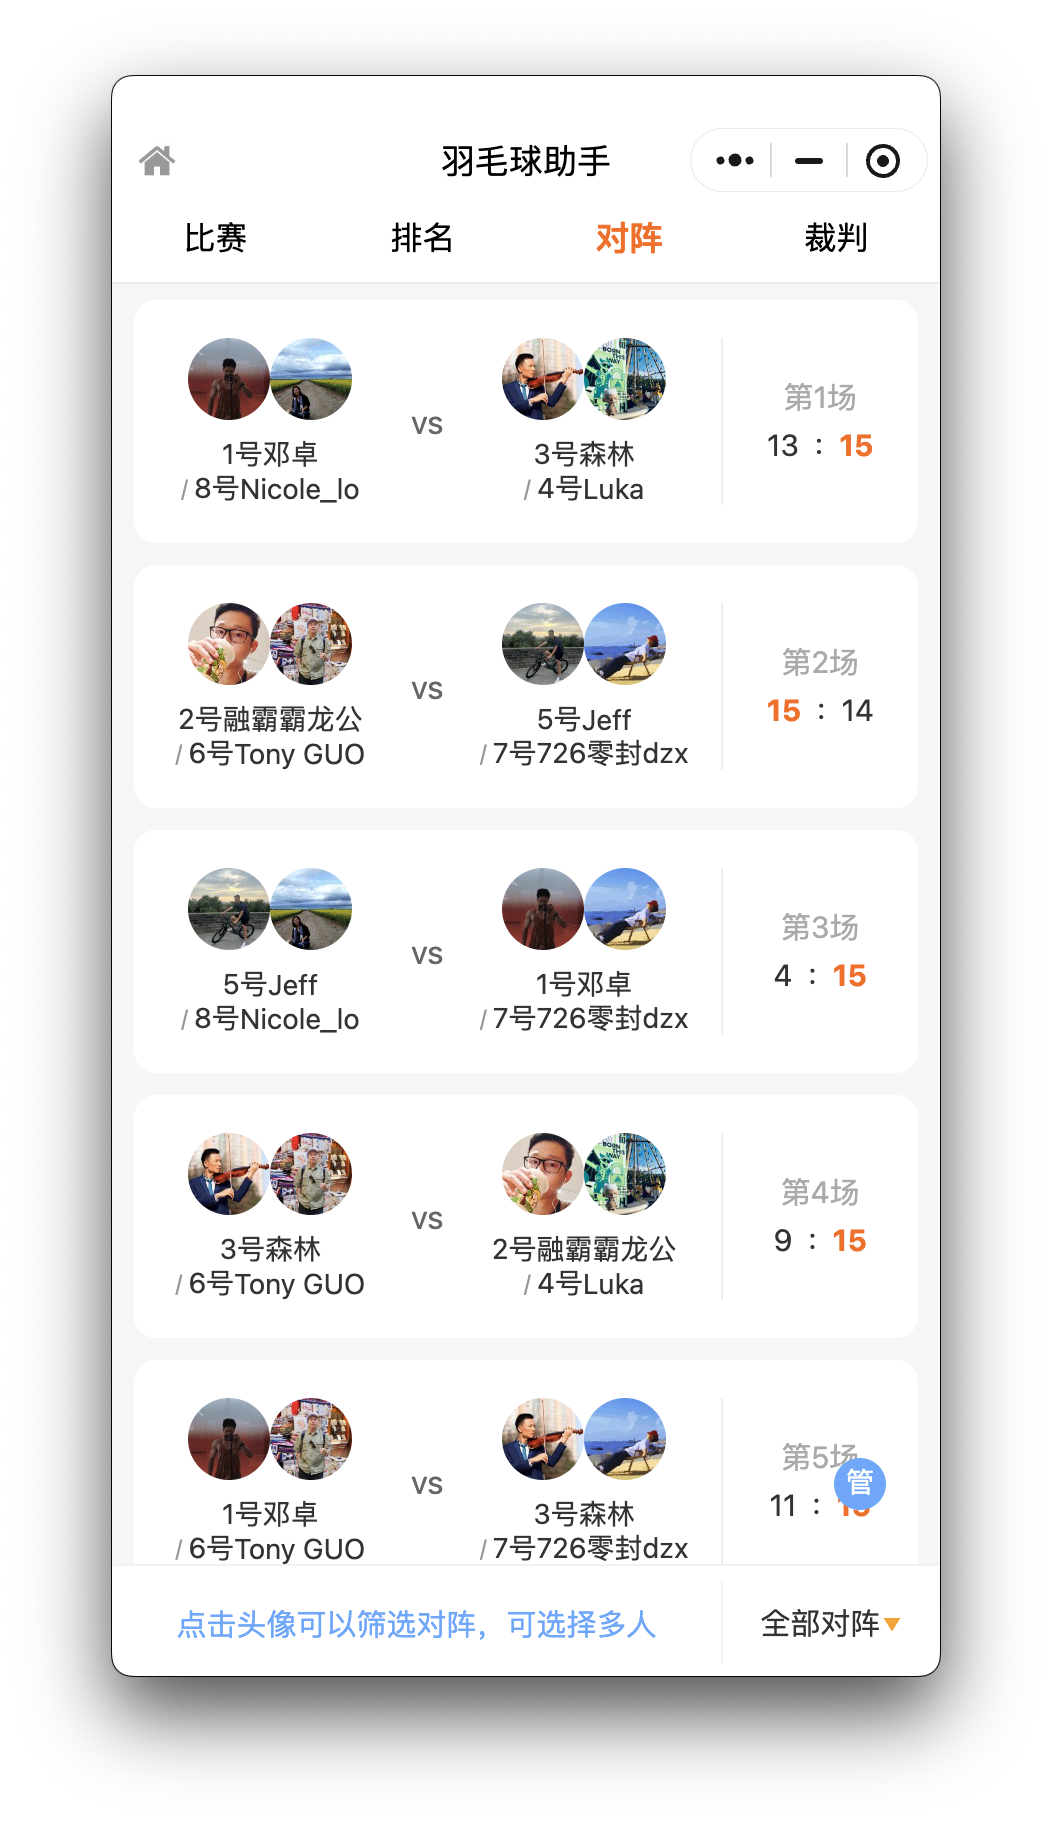 羽毛球助手
比赛
排名
对阵
裁判
1号邓卓
/ 8号Nicole_lo
vs
3号森林
/ 4号Luka
第1场
13 : 15
2号融霸霸龙公
/ 6号Tony GUO
vs
5号Jeff
/ 7号726零封dzx
第2场
15 : 14
5号Jeff
/ 8号Nicole_lo
vs
1号邓卓
/ 7号726零封dzx
第3场
4 : 15
3号森林
/ 6号Tony GUO
vs
2号融霸霸龙公
/ 4号Luka
第4场
9 : 15
1号邓卓
/ 6号Tony GUO
vs
3号森林
/ 7号726零封dzx
第5场
11 : 15
管
点击头像可以筛选对阵，可选择多人
全部对阵